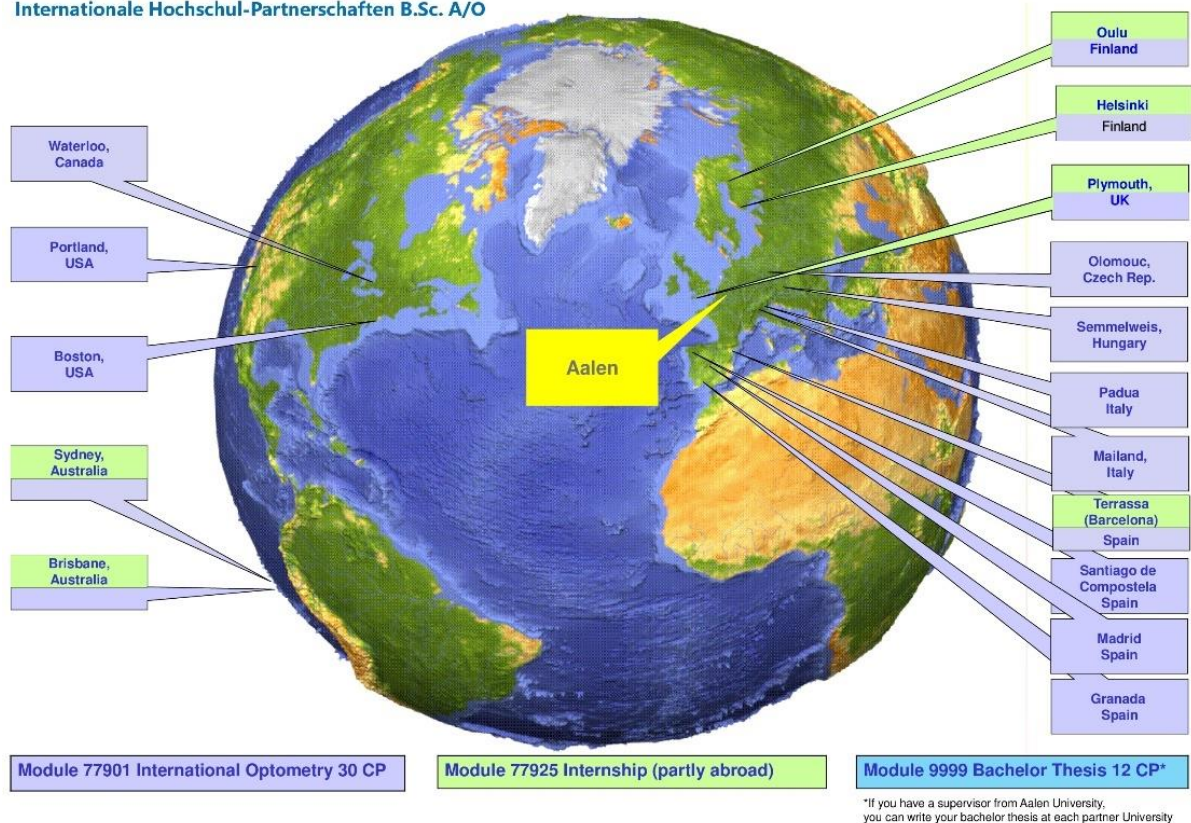 Internationale Hochschul-Partnerschaften B.Sc. A/O
Waterloo,
Canada
Portland,
USA
Boston,
USA
Sydney,
Australia
Brisbane,
Australia
Aalen
Oulu
Finland
Helsinki
Finland
Plymouth,
UK
Olomouc,
Czech Rep.
Semmelweis,
Hungary
Padua
Italy
Mailand,
Italy
Terrassa
(Barcelona)
Spain
Santiago de
Compostela
Spain
Madrid
Spain
Granada
Spain
Module 77901 International Optometry 30 CP
Module 77925 Internship (partly abroad)
Module 9999 Bachelor Thesis 12 CP*
*If you have a supervisor from Aalen University,
you can write your bachelor thesis at each partner University